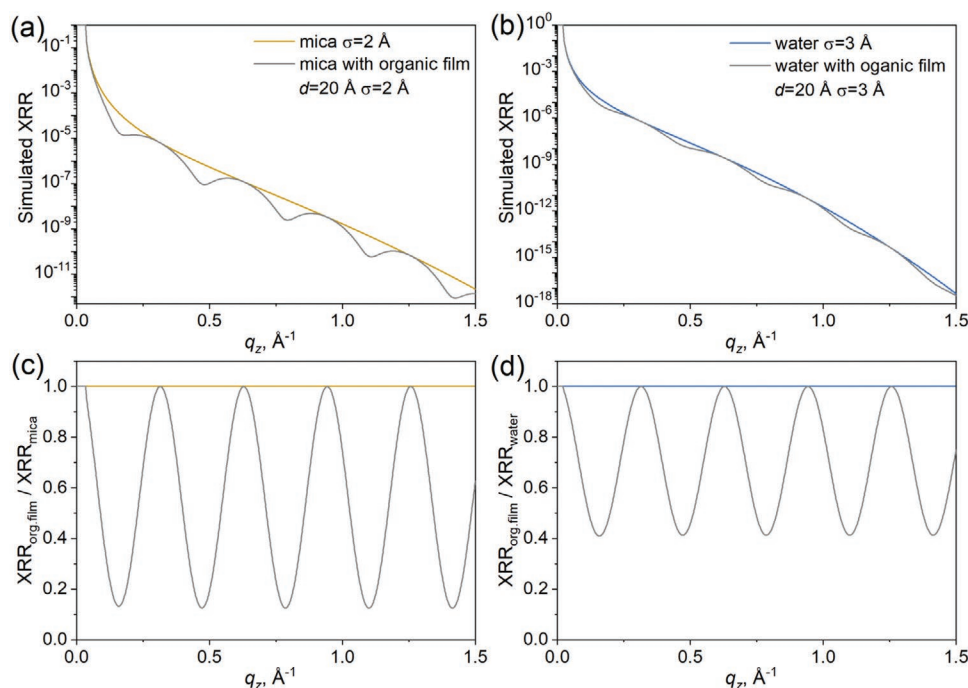 (a)
mica σ=2 Å
mica with organic film
d=20 Å σ=2 Å
Simulated XRR
10⁻¹
10⁻³
10⁻⁵
10⁻⁷
10⁻⁹
10⁻¹¹
0.0 0.5 1.0 1.5
q_z, Å⁻¹
(b)
water σ=3 Å
water with oganic film
d=20 Å σ=3 Å
Simulated XRR
10⁰
10⁻³
10⁻⁶
10⁻⁹
10⁻¹²
10⁻¹⁵
10⁻¹⁸
0.0 0.5 1.0 1.5
q_z, Å⁻¹
(c)
XRR_org.film / XRR_mica
1.0
0.8
0.6
0.4
0.2
0.0
0.0 0.5 1.0 1.5
q_z, Å⁻¹
(d)
XRR_org.film / XRR_water
1.0
0.8
0.6
0.4
0.2
0.0
0.0 0.5 1.0 1.5
q_z, Å⁻¹